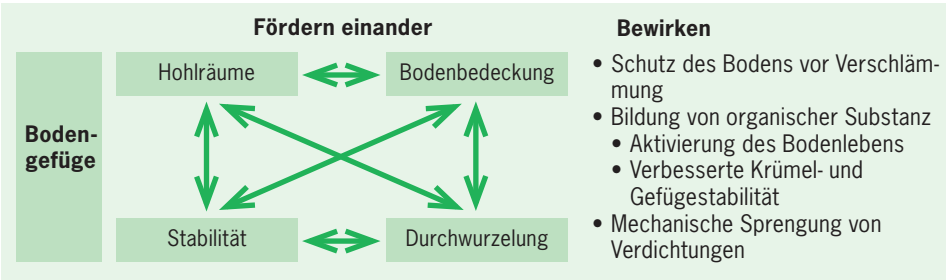 Fördern einander
Bewirken
Boden-
gefüge
Hohlräume
Bodenbedeckung
Stabilität
Durchwurzelung
• Schutz des Bodens vor Verschläm-
mung
• Bildung von organischer Substanz
• Aktivierung des Bodenlebens
• Verbesserte Krümel- und
Gefügestabilität
• Mechanische Sprengung von
Verdichtungen